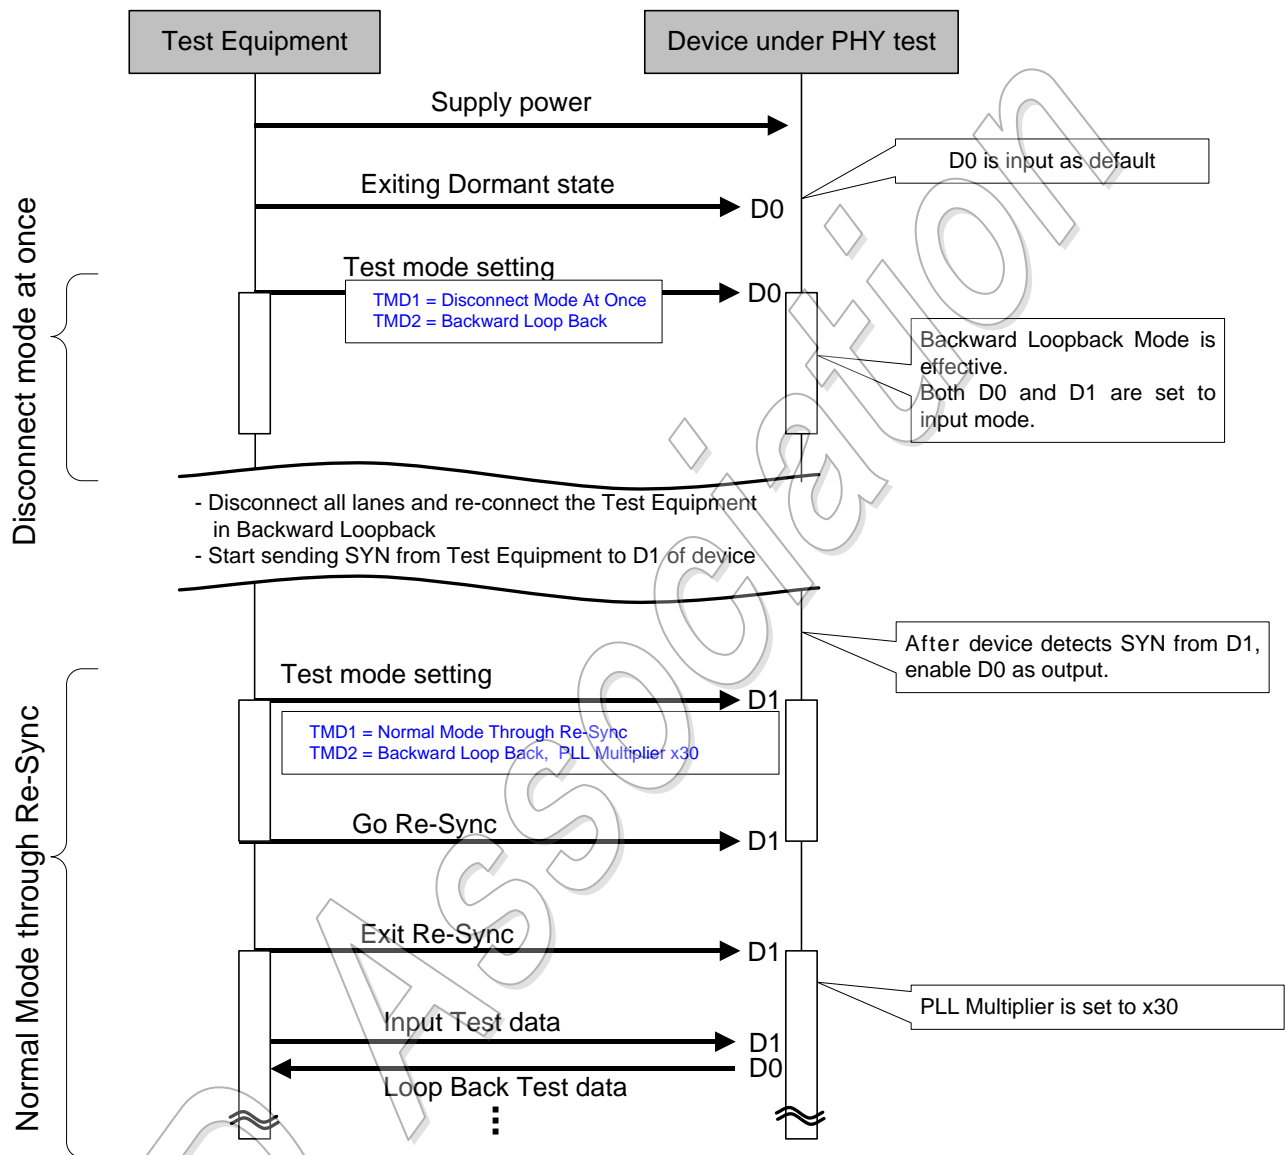 Test Equipment
Device under PHY test
Supply power
D0 is input as default
Exiting Dormant state
D0
Disconnect mode at once
Test mode setting
D0
TMD1 = Disconnect Mode At Once
TMD2 = Backward Loop Back
Backward Loopback Mode is
effective.
Both D0 and D1 are set to
input mode.
- Disconnect all lanes and re-connect the Test Equipment
in Backward Loopback
- Start sending SYN from Test Equipment to D1 of device
After device detects SYN from D1,
enable D0 as output.
Normal Mode through Re-Sync
Test mode setting
D1
TMD1 = Normal Mode Through Re-Sync
TMD2 = Backward Loop Back, PLL Multiplier x30
Go Re-Sync
D1
Exit Re-Sync
D1
PLL Multiplier is set to x30
Input Test data
D1
D0
Loop Back Test data
Association